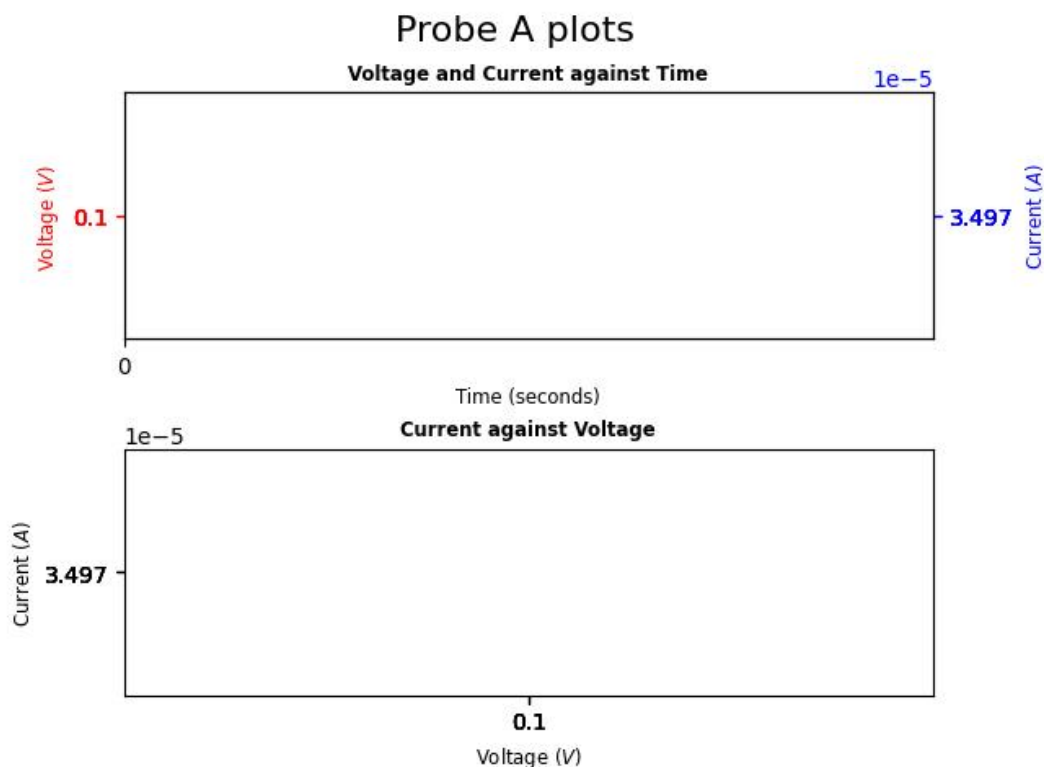 Probe A plots
Voltage and Current against Time
1e−5
Voltage (V)
0.1
3.497
Current (A)
0
Time (seconds)
Current against Voltage
1e−5
Current (A)
3.497
0.1
Voltage (V)